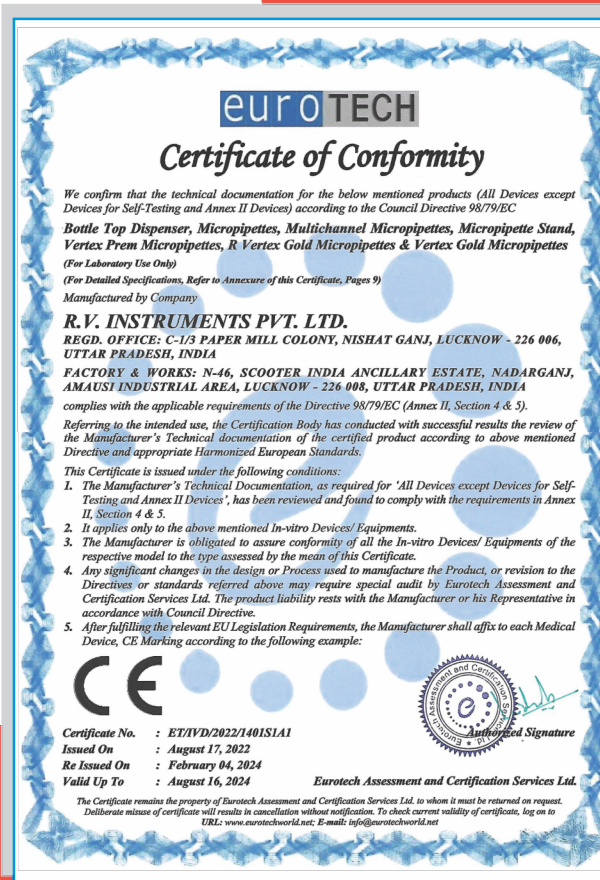 euroTECH
Certificate of Conformity
We confirm that the technical documentation for the below mentioned products (All Devices except
Devices for Self-Testing and Annex II Devices) according to the Council Directive 98/79/EC
Bottle Top Dispenser, Micropipettes, Multichannel Micropipettes, Micropipette Stand,
Vertex Prem Micropipettes, R Vertex Gold Micropipettes & Vertex Gold Micropipettes
(For Laboratory Use Only)
(For Detailed Specifications, Refer to Annexure of this Certificate, Pages 9)
Manufactured by Company
R.V. INSTRUMENTS PVT. LTD.
REGD. OFFICE: C-1/3 PAPER MILL COLONY, NISHAT GANJ, LUCKNOW - 226 006,
UTTAR PRADESH, INDIA
FACTORY & WORKS: N-46, SCOOTER INDIA ANCILLARY ESTATE, NADARGANJ,
AMAUSI INDUSTRIAL AREA, LUCKNOW - 226 008, UTTAR PRADESH, INDIA
complies with the applicable requirements of the Directive 98/79/EC (Annex II, Section 4 & 5).
Referring to the intended use, the Certification Body has conducted with successful results the review of
the Manufacturer's Technical documentation of the certified product according to above mentioned
Directive and appropriate Harmonized European Standards.
This Certificate is issued under the following conditions:
1. The Manufacturer's Technical Documentation, as required for 'All Devices except Devices for Self-
Testing and Annex II Devices', has been reviewed and found to comply with the requirements in Annex
II, Section 4 & 5.
2. It applies only to the above mentioned In-vitro Devices/ Equipments.
3. The Manufacturer is obligated to assure conformity of all the In-vitro Devices/ Equipments of the
respective model to the type assessed by the mean of this Certificate.
4. Any significant changes in the design or Process used to manufacture the Product, or revision to the
Directives or standards referred above may require special audit by Eurotech Assessment and
Certification Services Ltd. The product liability rests with the Manufacturer or his Representative in
accordance with Council Directive.
5. After fulfilling the relevant EU Legislation Requirements, the Manufacturer shall affix to each Medical
Device, CE Marking according to the following example:
CE
Eurotech Assessment and Certification Services Ltd.
Authorized Signature
Certificate No. : ET/IVD/2022/1401S1A1
Issued On : August 17, 2022
Re Issued On : February 04, 2024
Valid Up To : August 16, 2024
Eurotech Assessment and Certification Services Ltd.
The Certificate remains the property of Eurotech Assessment and Certification Services Ltd. to whom it must be returned on request.
Deliberate misuse of certificate will results in cancellation without notification. To check current validity of certificate, log on to
URL: www.eurotechworld.net; E-mail: info@eurotechworld.net